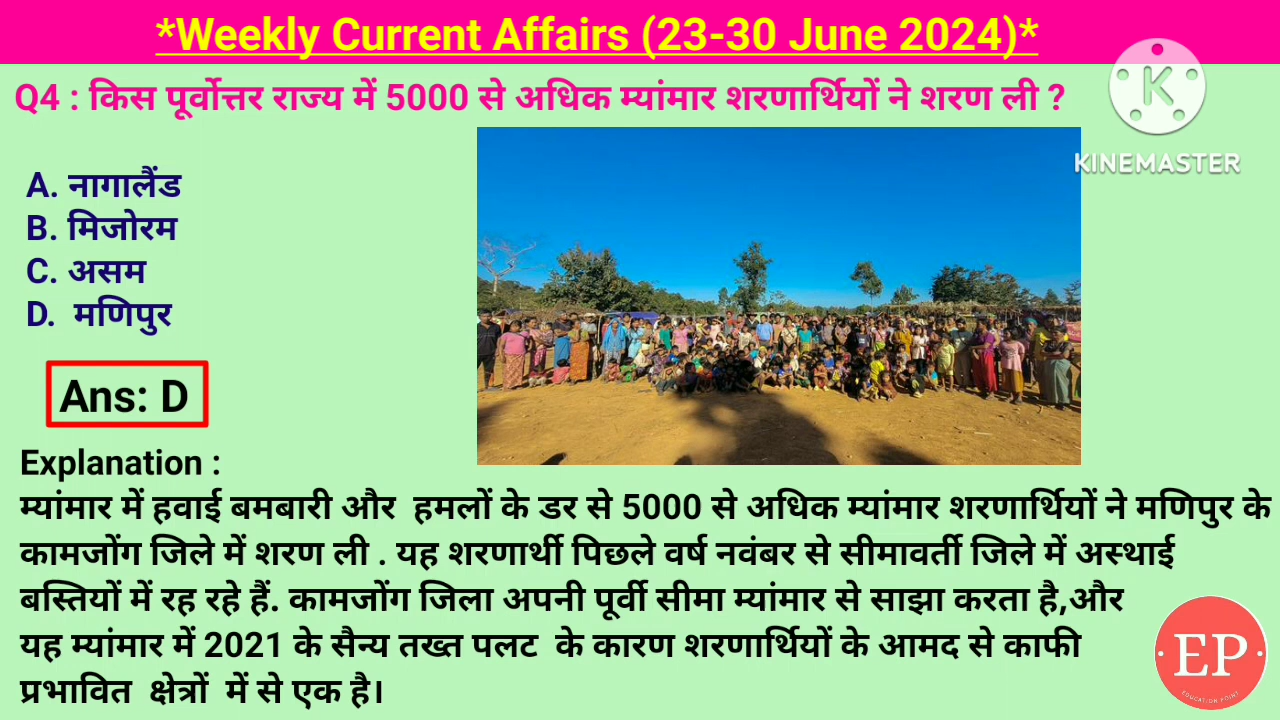 *Weekly Current Affairs (23-30 June 2024)*
Q4 : किस पूर्वोत्तर राज्य में 5000 से अधिक म्यांमार शरणार्थियों ने शरण ली ?
K
KINEMASTER
A. नागालैंड
B. मिजोरम
C. असम
D. मणिपुर
Ans: D
Explanation :
म्यांमार में हवाई बमबारी और हमलों के डर से 5000 से अधिक म्यांमार शरणार्थियों ने मणिपुर के
कामजोंग जिले में शरण ली . यह शरणार्थी पिछले वर्ष नवंबर से सीमावर्ती जिले में अस्थाई
बस्तियों में रह रहे हैं. कामजोंग जिला अपनी पूर्वी सीमा म्यांमार से साझा करता है,और
यह म्यांमार में 2021 के सैन्य तख्त पलट के कारण शरणार्थियों के आमद से काफी
प्रभावित क्षेत्रों में से एक है।
EP
EDUCATION POINT